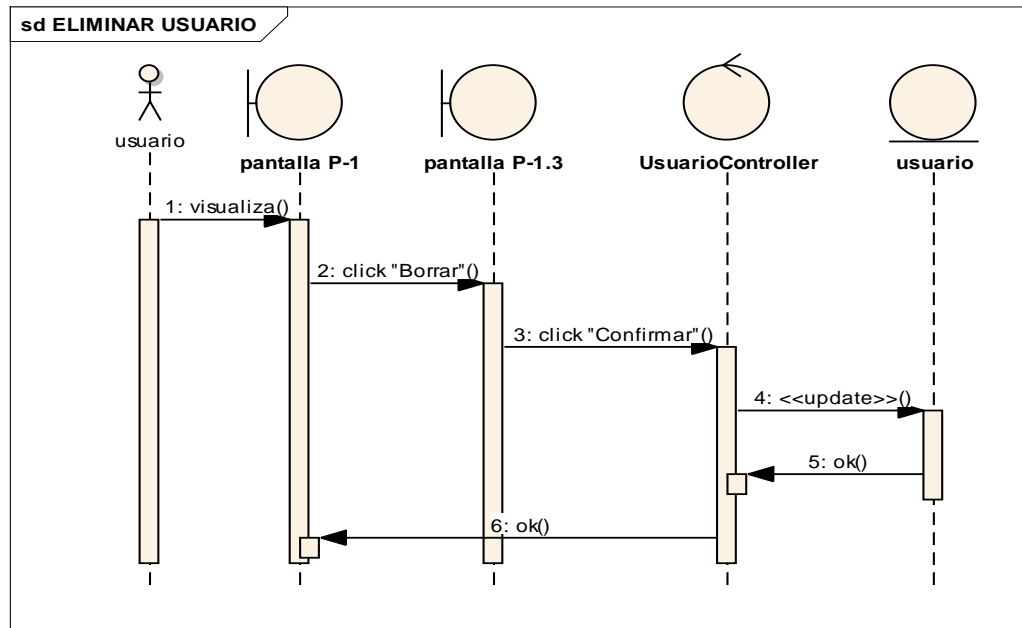 sd ELIMINAR USUARIO
usuario
pantalla P-1
pantalla P-1.3
UsuarioController
usuario
1: visualiza()
2: click "Borrar"()
3: click "Confirmar"()
4: <<update>>()
5: ok()
6: ok()